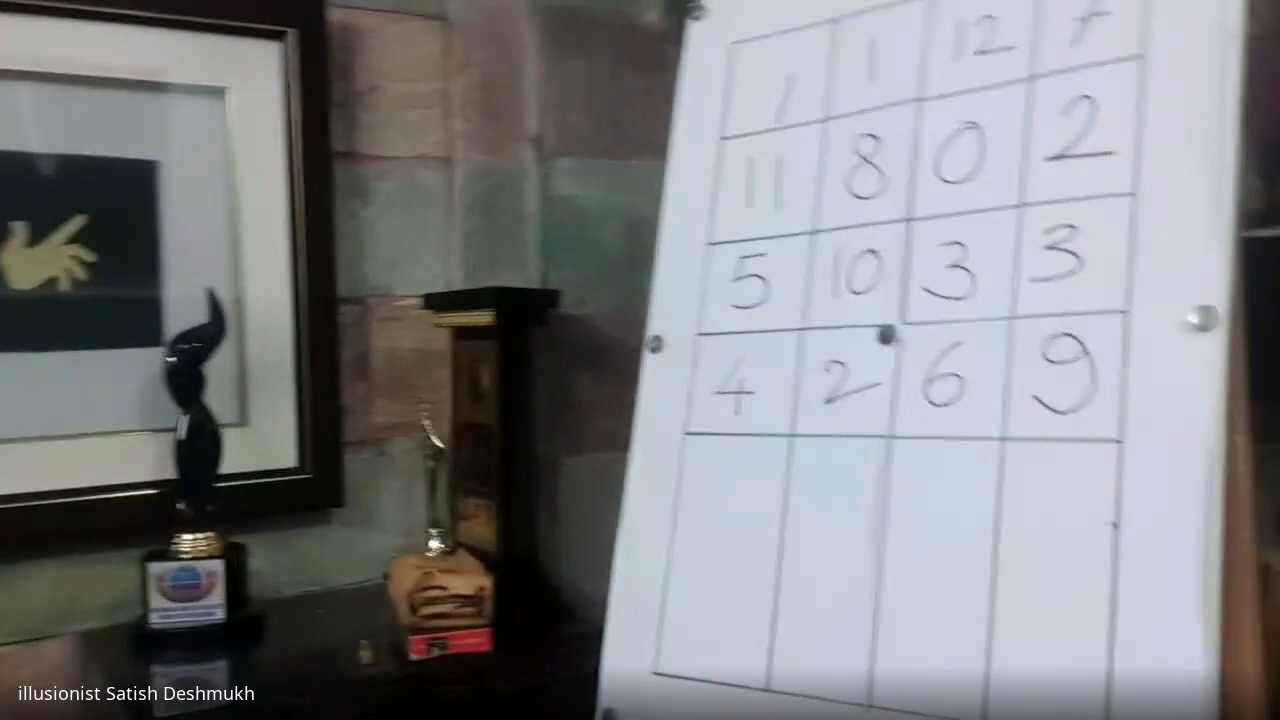 1 1 12 7
11 8 0 2
5 10 3 3
4 2 6 9
illusionist Satish Deshmukh